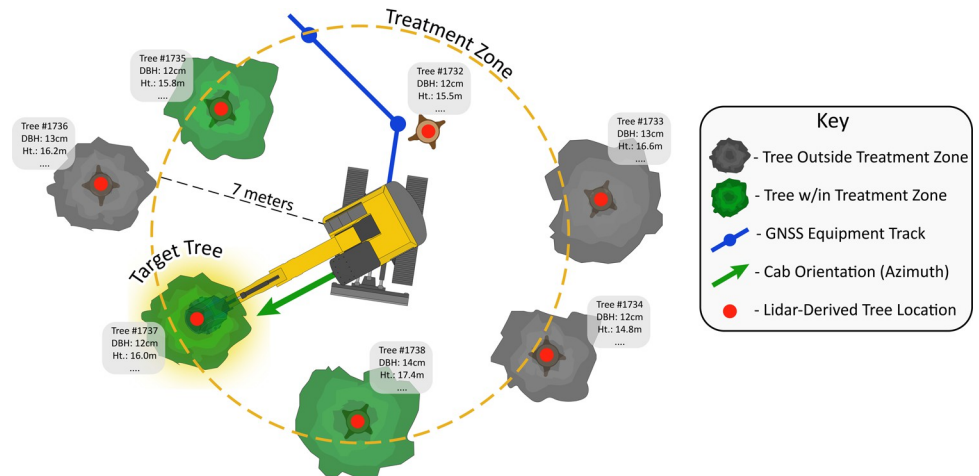 Treatment Zone
Tree #1735
DBH: 12cm
Ht.: 15.8m
....
Tree #1732
DBH: 12cm
Ht.: 15.5m
....
Tree #1736
DBH: 13cm
Ht.: 16.2m
....
Tree #1733
DBH: 13cm
Ht.: 16.6m
....
7 meters
Target Tree
Tree #1737
DBH: 12cm
Ht.: 16.0m
....
Tree #1734
DBH: 12cm
Ht.: 14.8m
....
Tree #1738
DBH: 14cm
Ht.: 17.4m
....
Key
- Tree Outside Treatment Zone
- Tree w/in Treatment Zone
- GNSS Equipment Track
- Cab Orientation (Azimuth)
- Lidar-Derived Tree Location